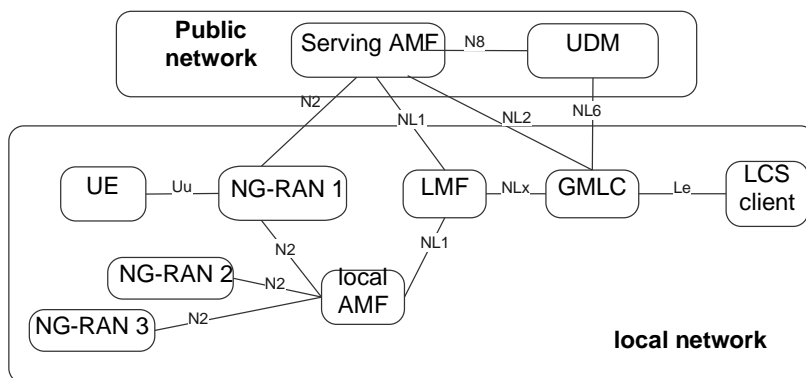 Public
network
Serving AMF
N8
UDM
N2
NL1
NL2
NL6
UE
Uu
NG-RAN 1
LMF
NLx
GMLC
Le
LCS
client
N2
NL1
NG-RAN 2
N2
local
AMF
NG-RAN 3
N2
local network